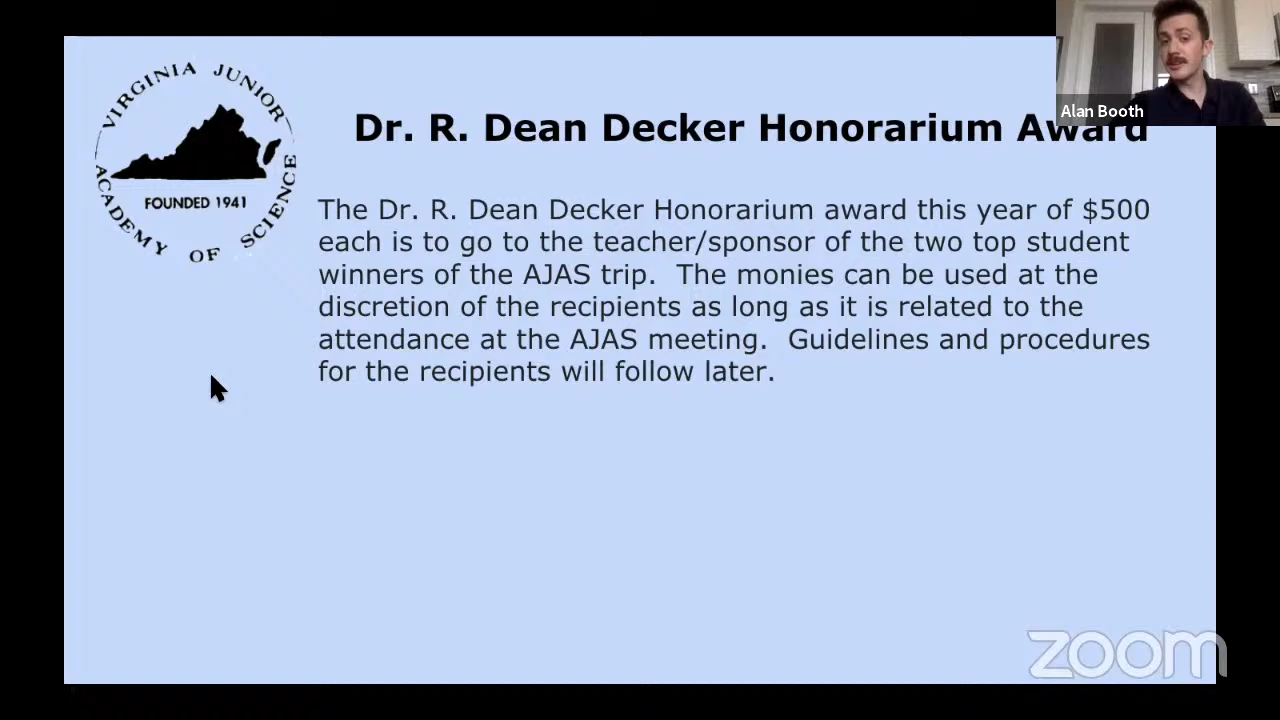 VIRGINIA JUNIOR
ACADEMY OF SCIENCE
FOUNDED 1941
Alan Booth
Dr. R. Dean Decker Honorarium Award
The Dr. R. Dean Decker Honorarium award this year of $500
each is to go to the teacher/sponsor of the two top student
winners of the AJAS trip.  The monies can be used at the
discretion of the recipients as long as it is related to the
attendance at the AJAS meeting.  Guidelines and procedures
for the recipients will follow later.
zoom